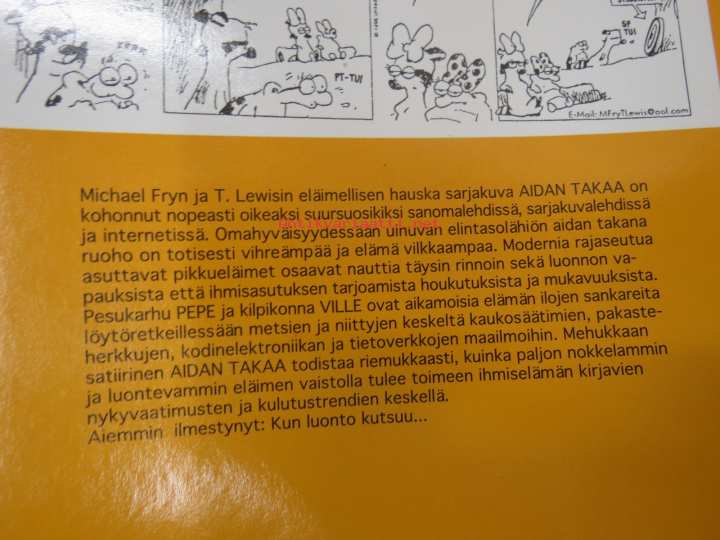 PT-TUI
SF
TUI
E-Mail: MFryTLewis@aol.com
Michael Fryn ja T. Lewisin eläimellisen hauska sarjakuva AIDAN TAKAA on
kohonnut nopeasti oikeaksi suursuosikiksi sanomalehdissä, sarjakuvalehdissä
ja internetissä. Omahyväisyydessään uinuvan elintasolähiön aidan takana
ruoho on totisesti vihreämpää ja elämä vilkkaampaa. Modernia rajaseutua
asuttavat pikkueläimet osaavat nauttia täysin rinnoin sekä luonnon va-
pauksista että ihmisasutuksen tarjoamista houkutuksista ja mukavuuksista.
Pesukarhu PEPE ja kilpikonna VILLE ovat aikamoisia elämän ilojen sankareita
löytöretkeillessään metsien ja niittyjen keskeltä kaukosäätimien, pakaste-
herkkujen, kodinelektroniikan ja tietoverkkojen maailmoihin. Mehukkaan
satiirinen AIDAN TAKAA todistaa riemukkaasti, kuinka paljon nokkelammin
ja luontevammin eläimen vaistolla tulee toimeen ihmiselämän kirjavien
nykyvaatimusten ja kulutustrendien keskellä.
Aiemmin ilmestynyt: Kun luonto kutsuu...